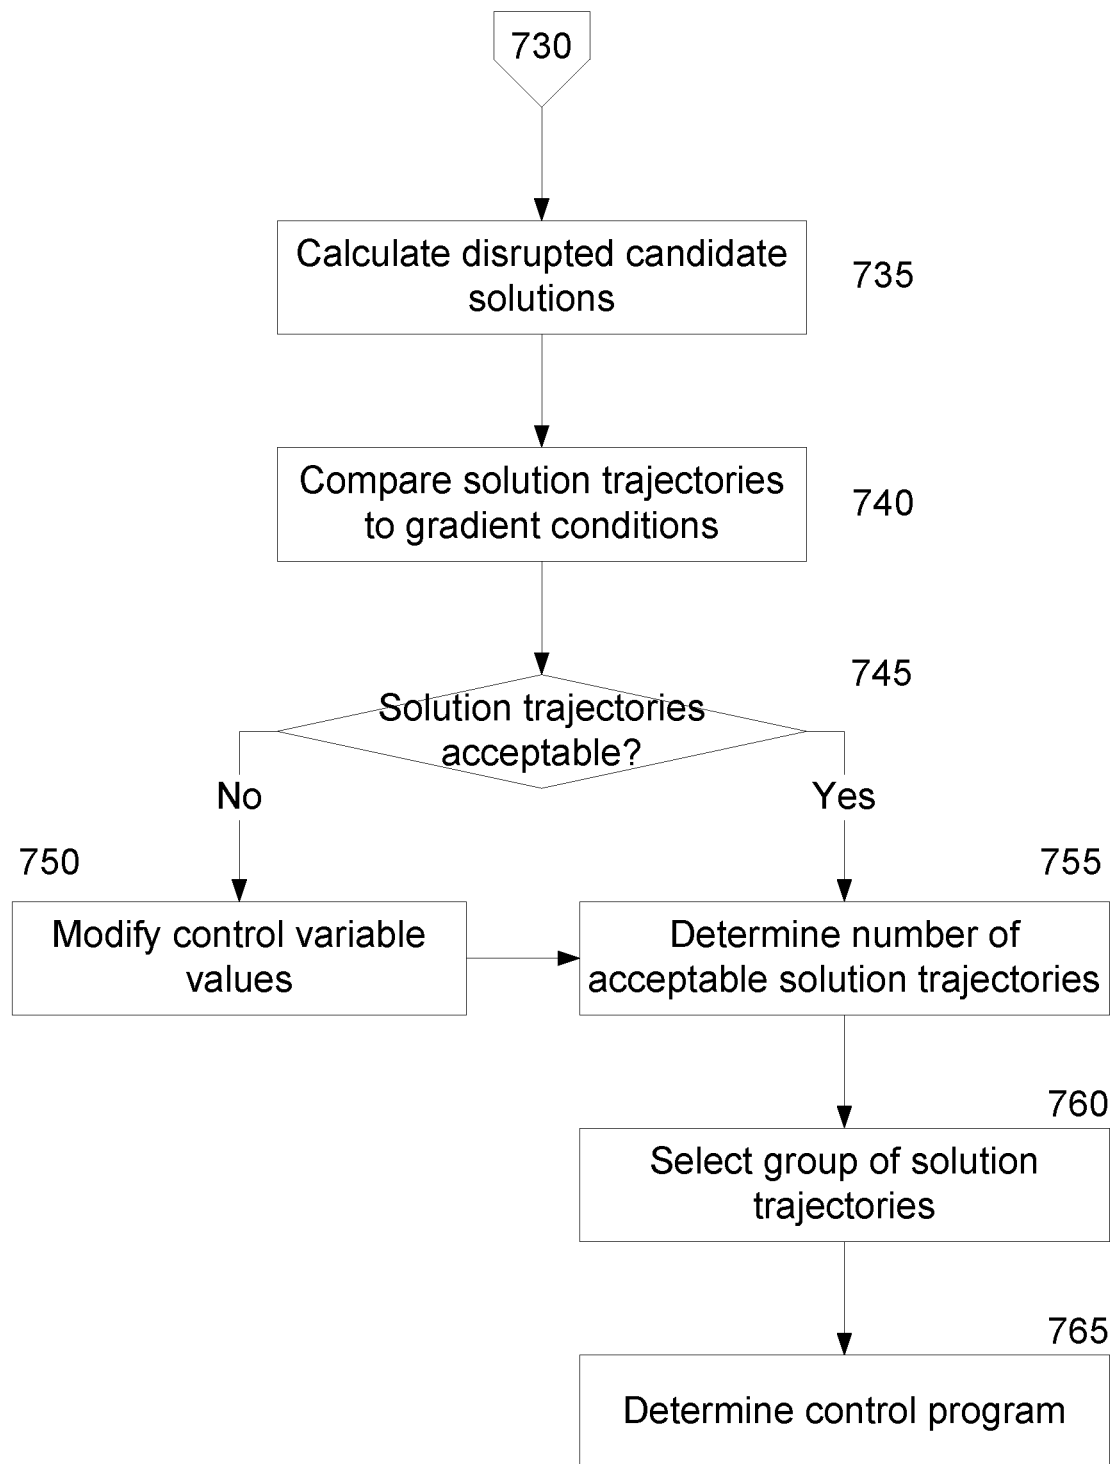 730
Calculate disrupted candidate
solutions
735
Compare solution trajectories
to gradient conditions
740
745
Solution trajectories
acceptable?
No
Yes
750
755
Modify control variable
values
Determine number of
acceptable solution trajectories
760
Select group of solution
trajectories
765
Determine control program